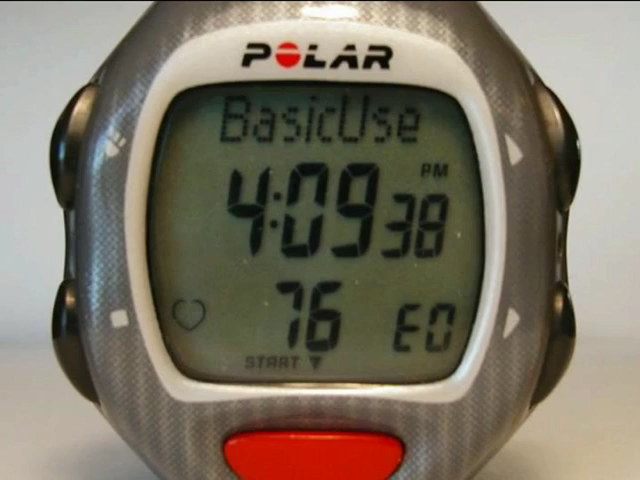 POLAR
BasicUse
PM
4:09 38
76 E0
START